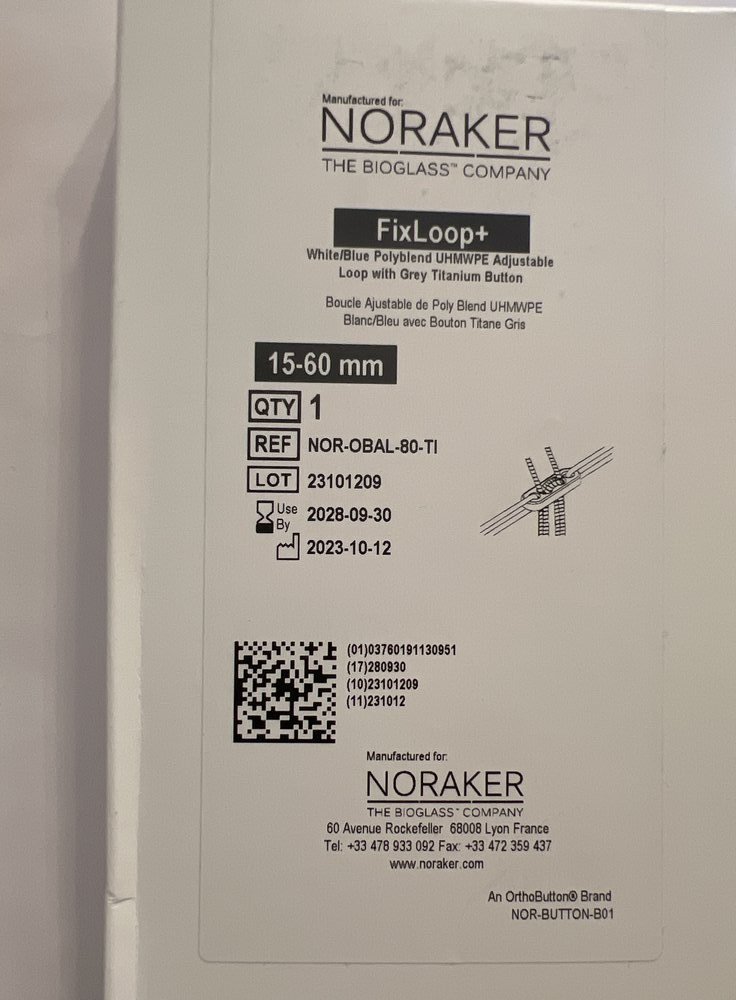 Manufactured for:
NORAKER
THE BIOGLASS™ COMPANY
FixLoop+
White/Blue Polyblend UHMWPE Adjustable
Loop with Grey Titanium Button
Boucle Ajustable de Poly Blend UHMWPE
Blanc/Bleu avec Bouton Titane Gris
15-60 mm
QTY 1
REF NOR-OBAL-80-TI
LOT 23101209
Use
By 2028-09-30
2023-10-12
(01)03760191130951
(17)280930
(10)23101209
(11)231012
Manufactured for:
NORAKER
THE BIOGLASS™ COMPANY
60 Avenue Rockefeller 68008 Lyon France
Tel: +33 478 933 092 Fax: +33 472 359 437
www.noraker.com
An OrthoButton® Brand
NOR-BUTTON-B01